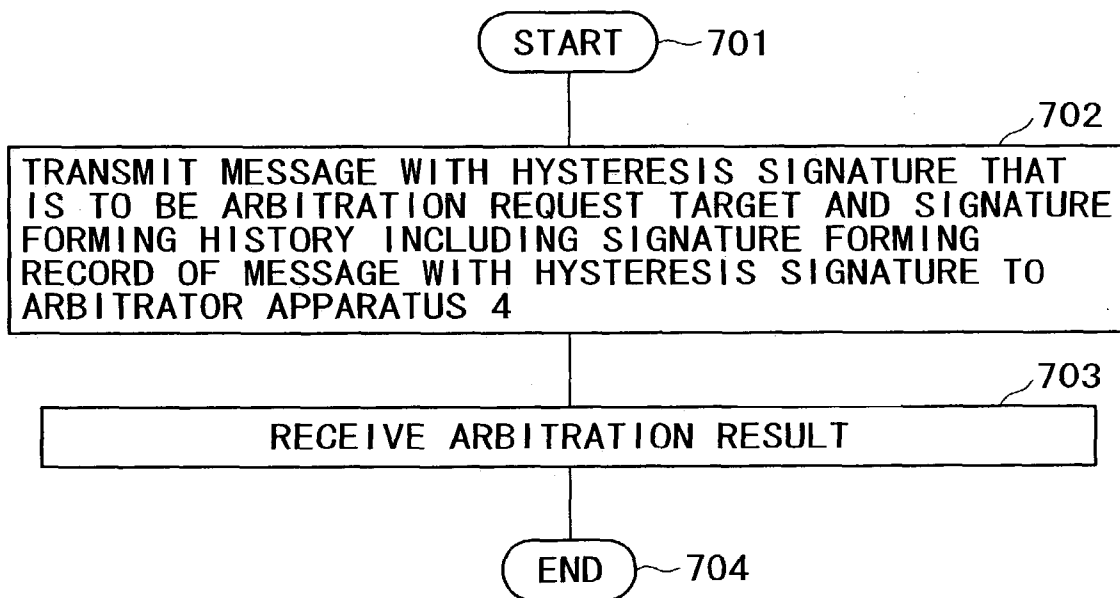 START 701
702
TRANSMIT MESSAGE WITH HYSTERESIS SIGNATURE THAT
IS TO BE ARBITRATION REQUEST TARGET AND SIGNATURE
FORMING HISTORY INCLUDING SIGNATURE FORMING
RECORD OF MESSAGE WITH HYSTERESIS SIGNATURE TO
ARBITRATOR APPARATUS 4
703
RECEIVE ARBITRATION RESULT
END 704